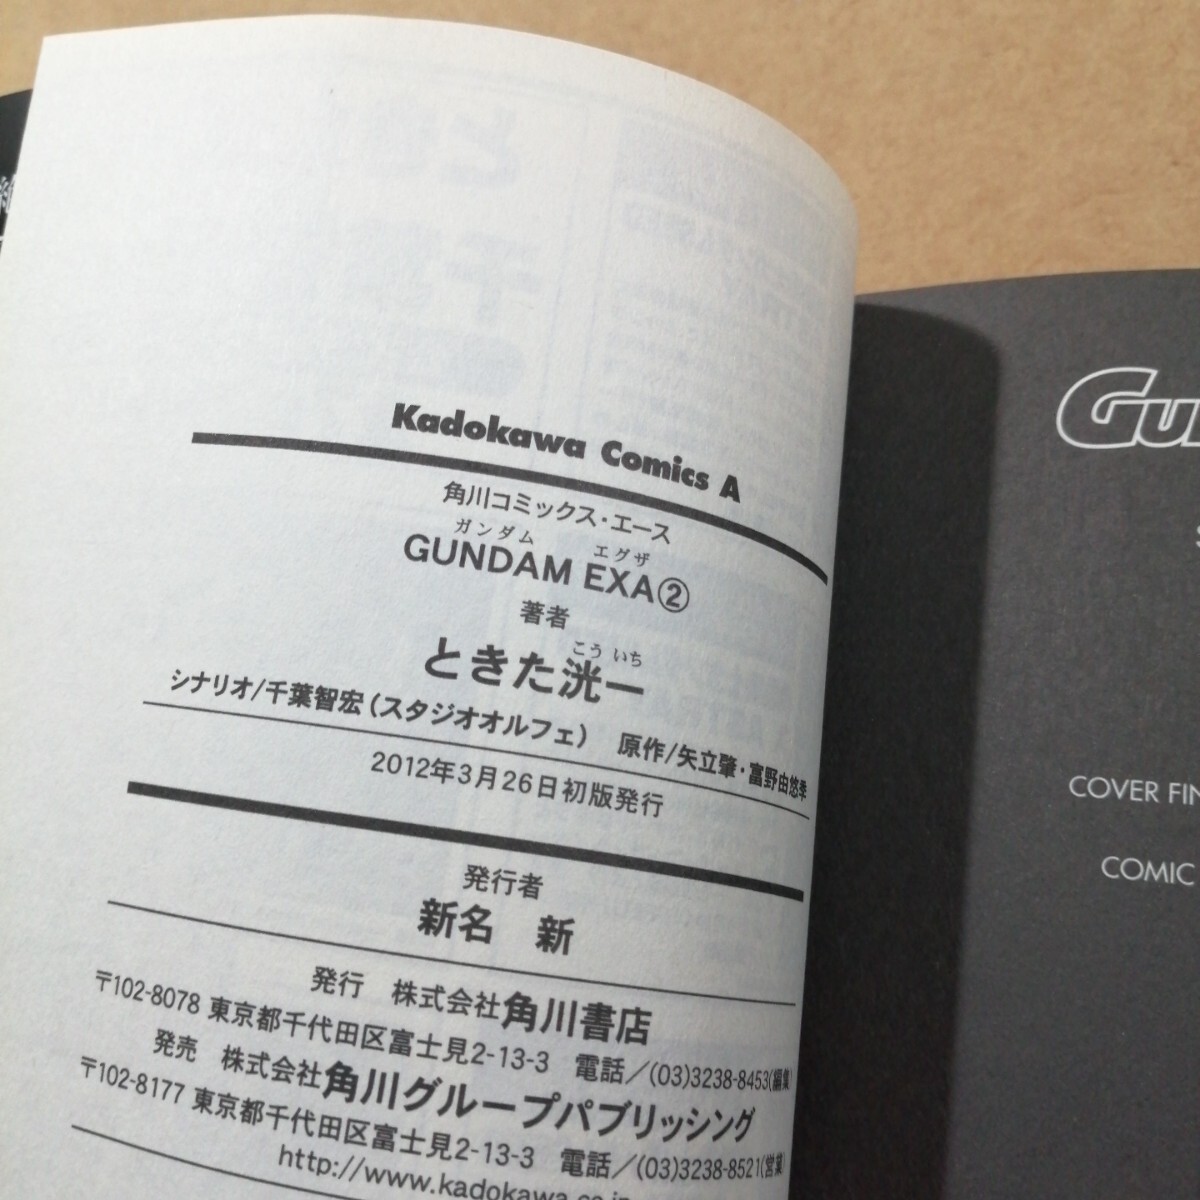 Kadokawa Comics A
角川コミックス・エース
ガンダム エグザ
GUNDAM EXA②
著者
こういち
ときた洸一
シナリオ/千葉智宏(スタジオオルフェ) 原作/矢立肇・富野由悠季
2012年3月26日初版発行
発行者
新名 新
発行 株式会社角川書店
〒102-8078 東京都千代田区富士見2-13-3 電話/(03)3238-8453(編集)
発売 株式会社角川グループパブリッシング
〒102-8177 東京都千代田区富士見2-13-3 電話/(03)3238-8521(営業)
http://www.kadokawa.co.jp
COVER FIN
COMIC